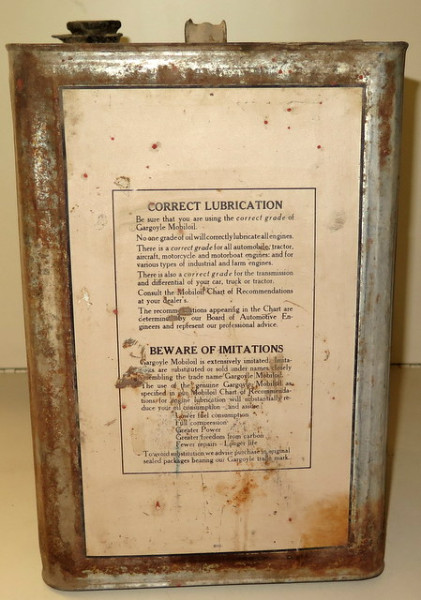 CORRECT LUBRICATION
Be sure that you are using the correct grade of
Gargoyle Mobiloil.
No one grade of oil will correctly lubricate all engines.
There is a correct grade for all automobile, tractor,
aircraft, motorcycle and motorboat engines; and for
various types of industrial and farm engines.
There is also a correct grade for the transmission
and differential of your car, truck or tractor.
Consult the Mobiloil Chart of Recommendations
at your dealer's.
The recommendations appearing in the Chart are
determined by our Board of Automotive En-
gineers and represent our professional advice.
BEWARE OF IMITATIONS
Gargoyle Mobiloil is extensively imitated. Imita-
tions are substituted or sold under names closely
resembling the trade name Gargoyle Mobiloil.
The use of the genuine Gargoyle Mobiloil as
specified in our Mobiloil Chart of Recommenda-
tions for engine lubrication will substantially re-
duce your oil consumption and ensure
Lower fuel consumption
Full compression
Greater Power
Greater freedom from carbon
Fewer repairs - Longer life
To avoid substitution we advise purchase in original
sealed packages bearing our Gargoyle trade mark.